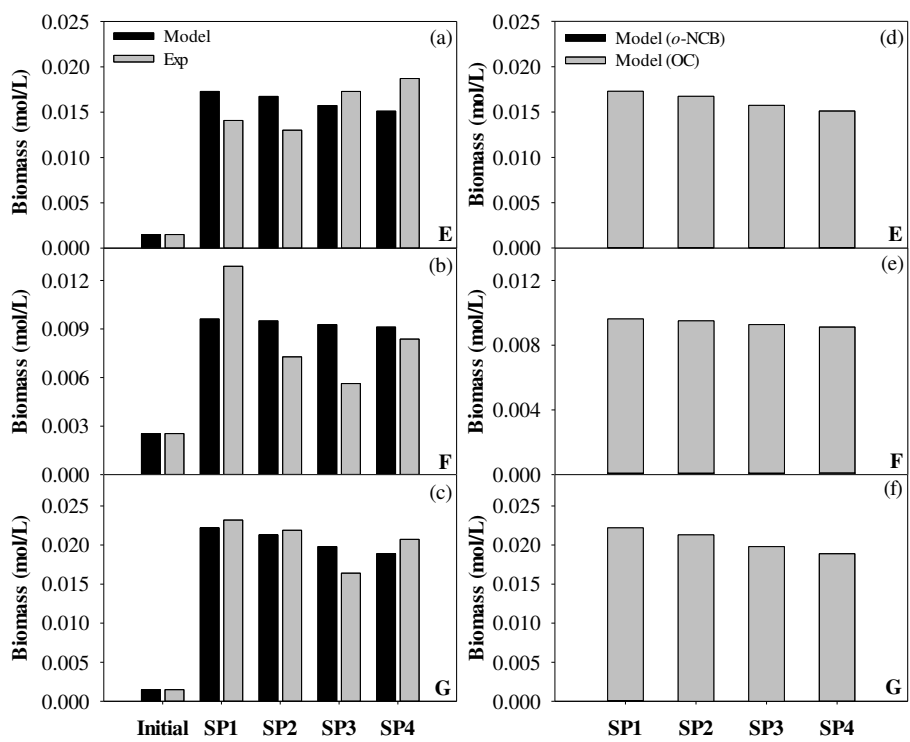 0.025
0.020
0.015
0.010
0.005
0.000
Biomass (mol/L)
Model
Exp
(a)
E
0.012
0.009
0.006
0.003
0.000
Biomass (mol/L)
(b)
F
0.025
0.020
0.015
0.010
0.005
0.000
Biomass (mol/L)
(c)
G
Initial SP1 SP2 SP3 SP4
0.025
0.020
0.015
0.010
0.005
0.000
Biomass (mol/L)
Model (o-NCB)
Model (OC)
(d)
E
0.012
0.008
0.004
0.000
Biomass (mol/L)
(e)
F
0.025
0.020
0.015
0.010
0.005
0.000
Biomass (mol/L)
(f)
G
SP1 SP2 SP3 SP4